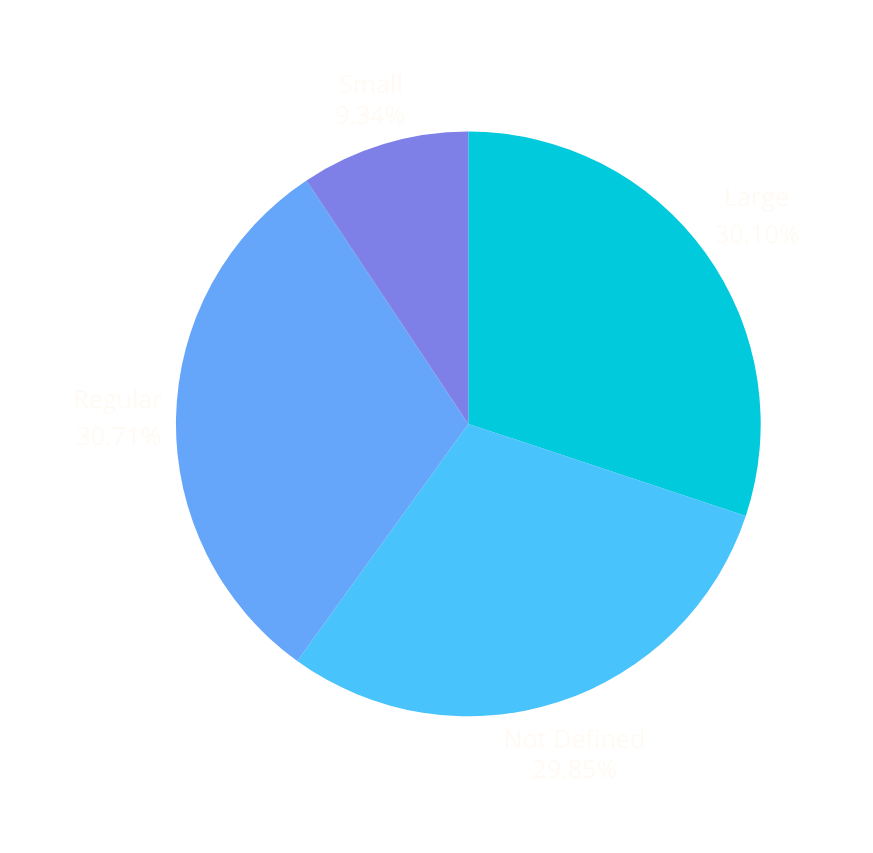 Small
9.34%
Large
30.10%
Regular
30.71%
Not Defined
29.85%